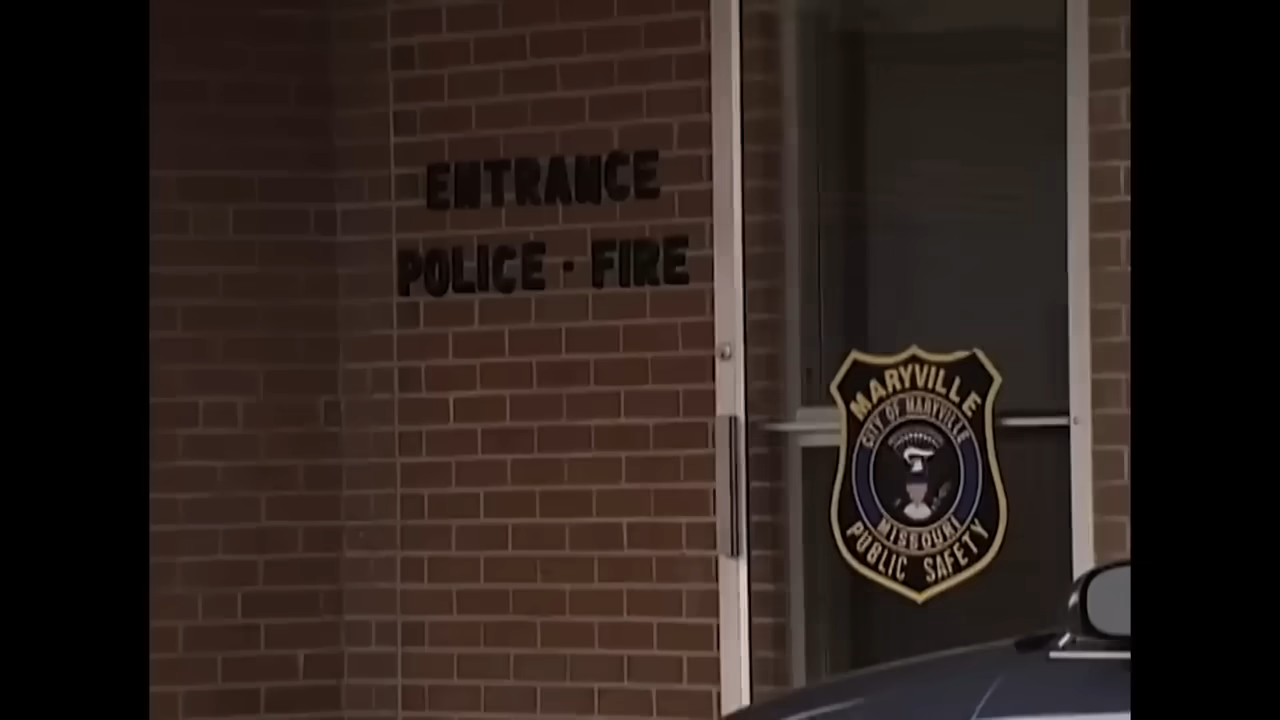 ENTRANCE
POLICE · FIRE
MARYVILLE
CITY OF MARYVILLE
MISSOURI
PUBLIC SAFETY